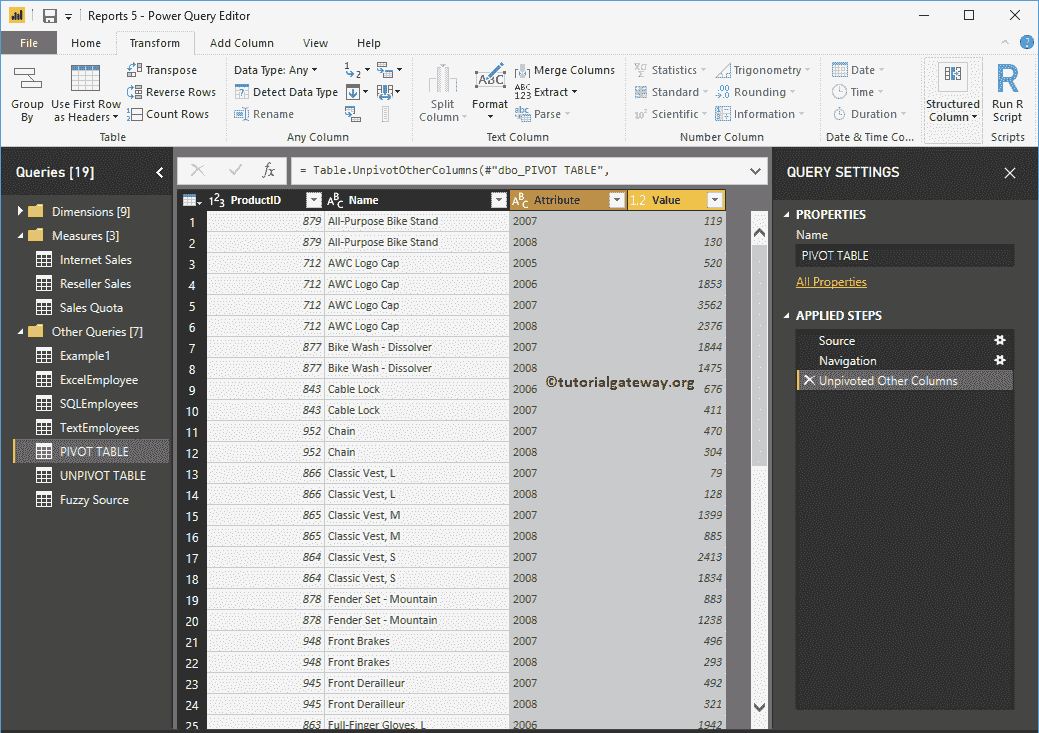 Reports 5 - Power Query Editor
File Home Transform Add Column View Help
Group By
Use First Row as Headers
Transpose
Reverse Rows
Count Rows
Table
Data Type: Any
Detect Data Type
Rename
Any Column
Split Column
Format
ABC
Merge Columns
ABC 123 Extract
abc Parse
Text Column
Statistics
Standard
Scientific
Trigonometry
Rounding
Information
Number Column
Date
Time
Duration
Date & Time Co...
Structured Column
Run R Script
Scripts
Queries [19]
Dimensions [9]
Measures [3]
Internet Sales
Reseller Sales
Sales Quota
Other Queries [7]
Example1
ExcelEmployee
SQLEmployees
TextEmployees
PIVOT TABLE
UNPIVOT TABLE
Fuzzy Source
fx = Table.UnpivotOtherColumns(#"dbo_PIVOT TABLE",
1 2 3 ProductID ABC Name ABC Attribute 1.2 Value
1 879 All-Purpose Bike Stand 2007 119
2 879 All-Purpose Bike Stand 2008 130
3 712 AWC Logo Cap 2005 520
4 712 AWC Logo Cap 2006 1853
5 712 AWC Logo Cap 2007 3562
6 712 AWC Logo Cap 2008 2376
7 877 Bike Wash - Dissolver 2007 1844
8 877 Bike Wash - Dissolver 2008 1475
9 843 Cable Lock 2006 676
10 843 Cable Lock 2007 411
11 952 Chain 2007 470
12 952 Chain 2008 304
13 866 Classic Vest, L 2007 79
14 866 Classic Vest, L 2008 128
15 865 Classic Vest, M 2007 1399
16 865 Classic Vest, M 2008 885
17 864 Classic Vest, S 2007 2413
18 864 Classic Vest, S 2008 1834
19 878 Fender Set - Mountain 2007 883
20 878 Fender Set - Mountain 2008 1238
21 948 Front Brakes 2007 496
22 948 Front Brakes 2008 293
23 945 Front Derailleur 2007 492
24 945 Front Derailleur 2008 321
25 863 Full-Finger Gloves, L 2006 1942
©tutorialgateway.org
QUERY SETTINGS
PROPERTIES
Name
PIVOT TABLE
All Properties
APPLIED STEPS
Source
Navigation
Unpivoted Other Columns